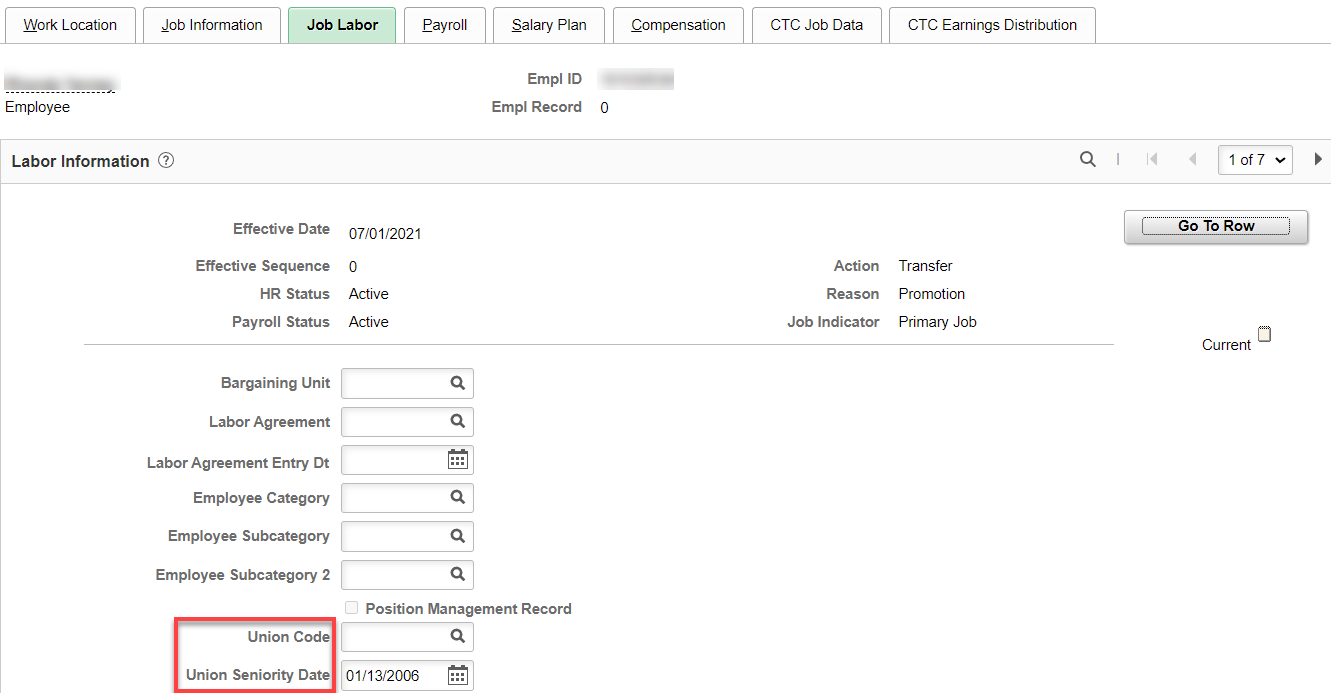 Work Location Job Information Job Labor Payroll Salary Plan Compensation CTC Job Data CTC Earnings Distribution
Empl ID
Employee Empl Record 0
Labor Information ? 1 of 7
Effective Date 07/01/2021 Go To Row
Effective Sequence 0 Action Transfer
HR Status Active Reason Promotion
Payroll Status Active Job Indicator Primary Job
Current
Bargaining Unit
Labor Agreement
Labor Agreement Entry Dt
Employee Category
Employee Subcategory
Employee Subcategory 2
Position Management Record
Union Code
Union Seniority Date 01/13/2006